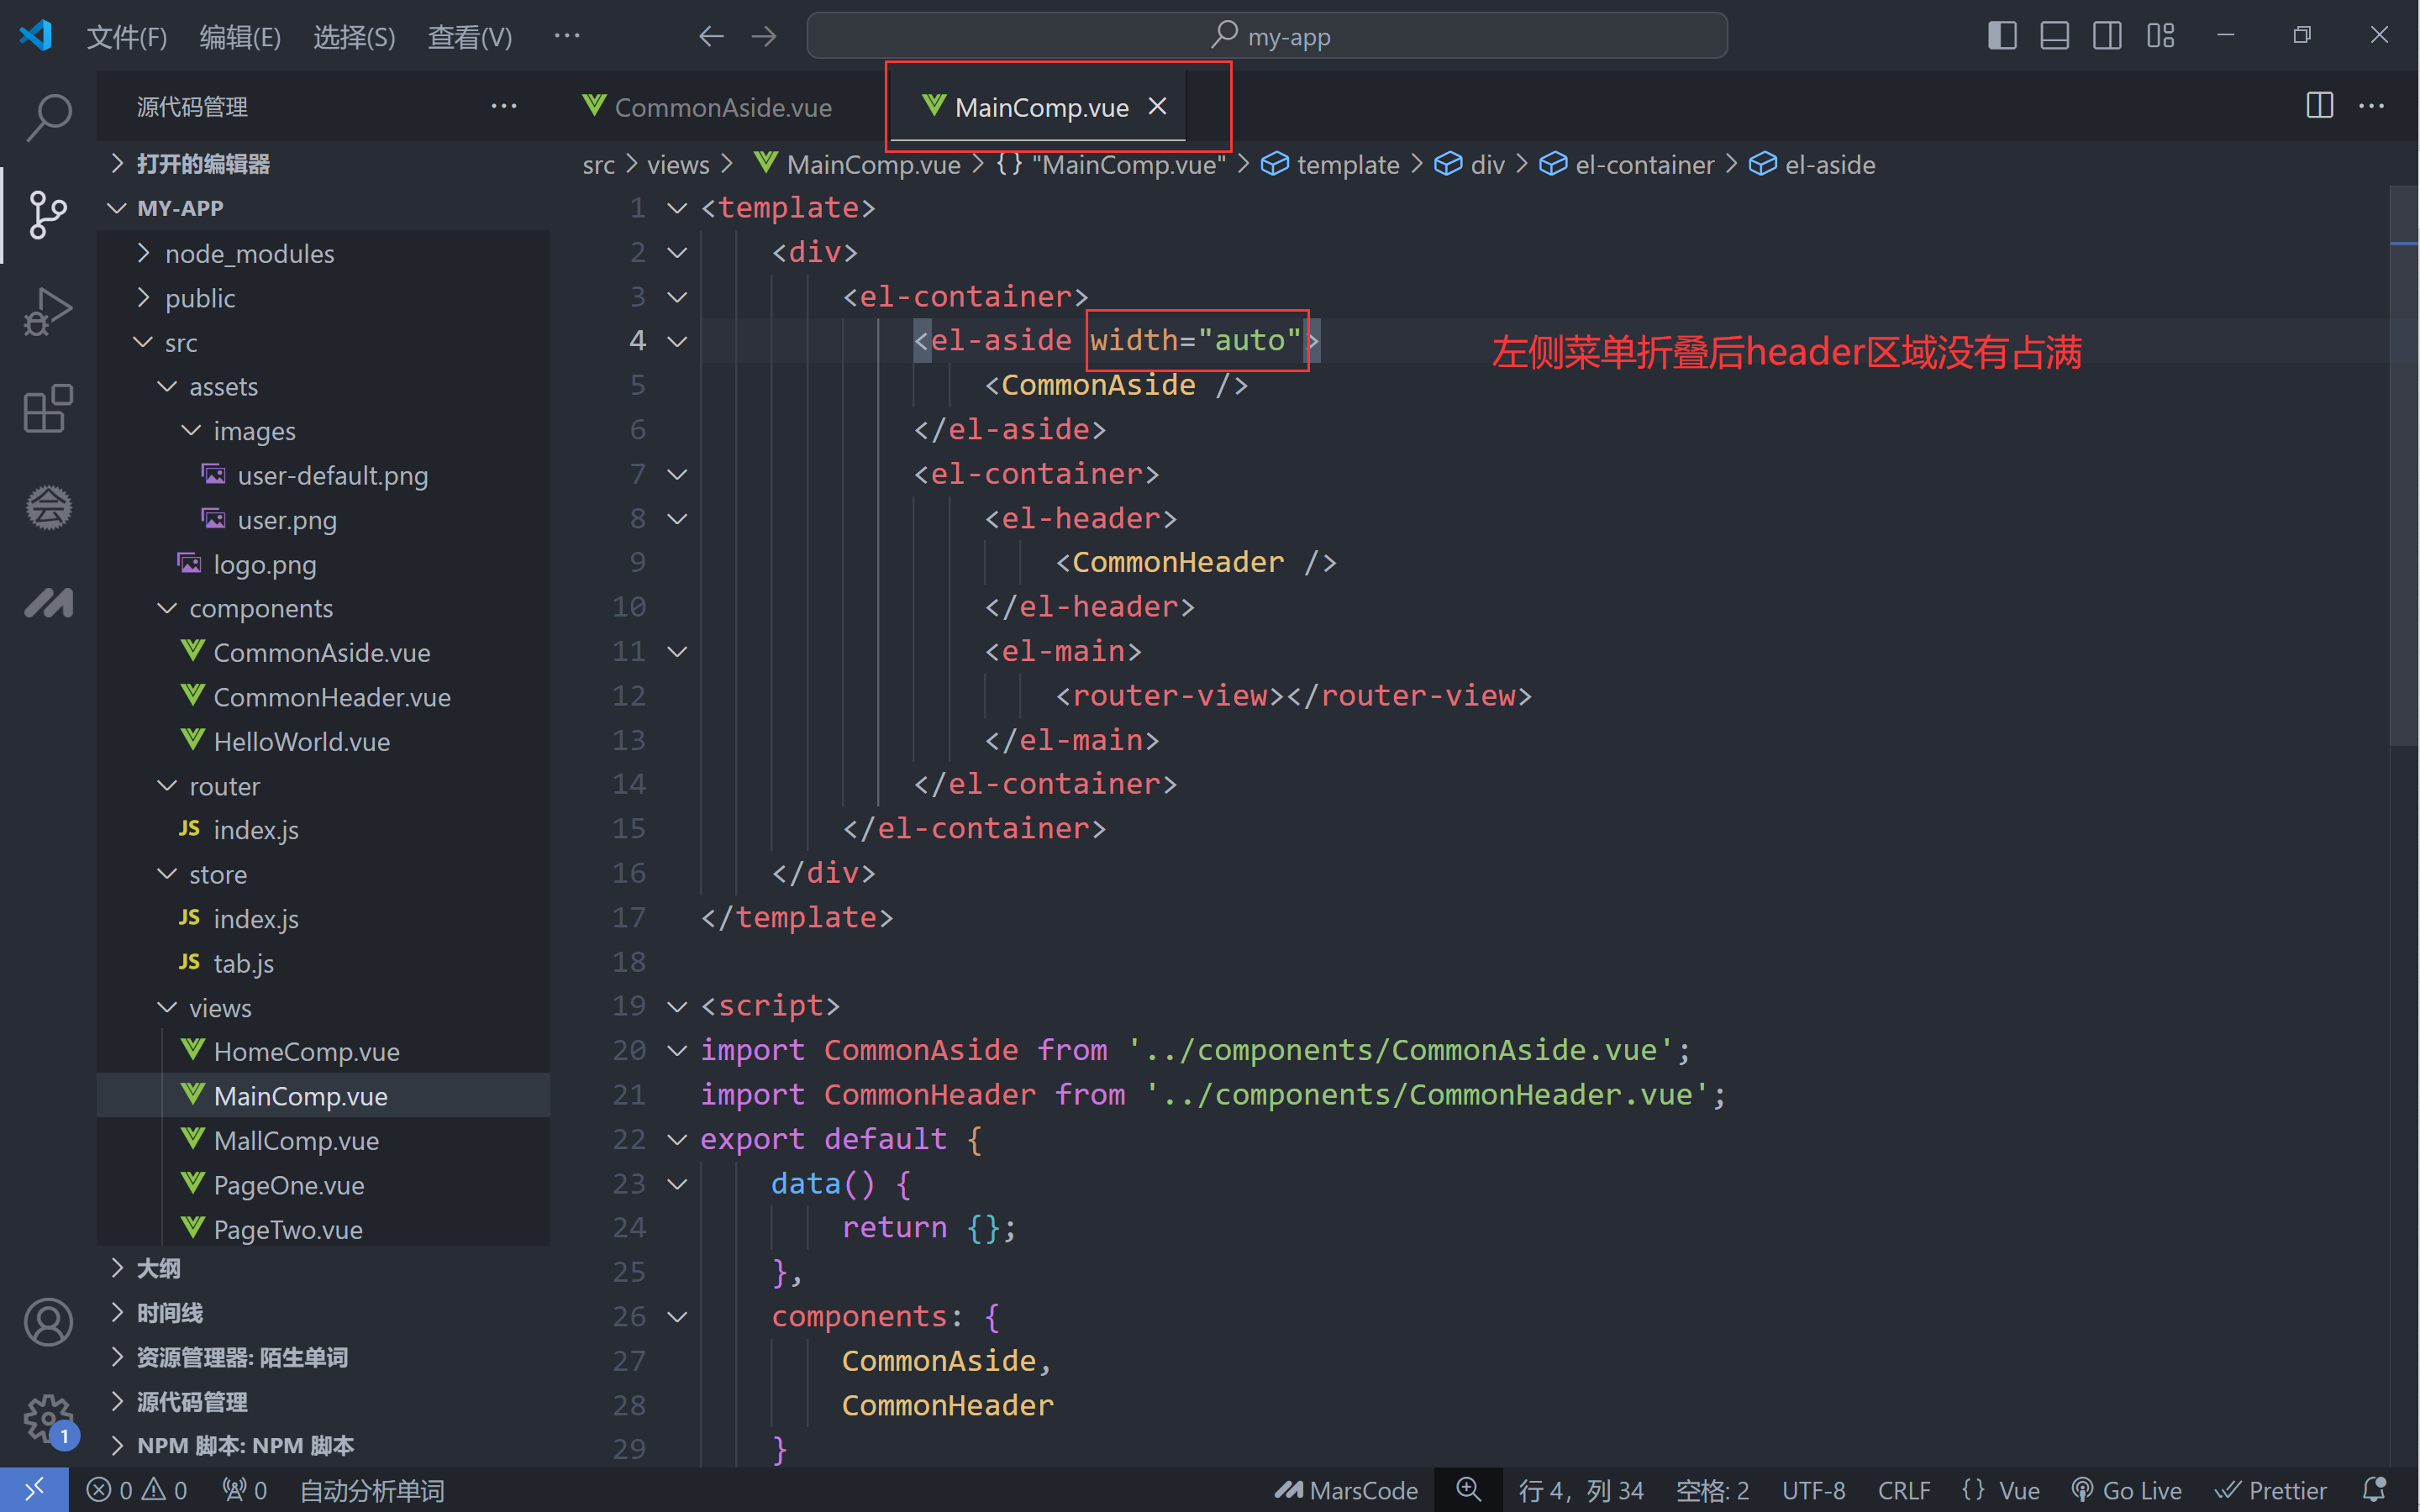 文件(F) 编辑(E) 选择(S) 查看(V) ··· my-app
源代码管理 ···
CommonAside.vue MainComp.vue ···
打开的编辑器
MY-APP
node_modules
public
src
assets
images
user-default.png
user.png
logo.png
components
CommonAside.vue
CommonHeader.vue
HelloWorld.vue
router
JS index.js
store
JS index.js
JS tab.js
views
HomeComp.vue
MainComp.vue
MallComp.vue
PageOne.vue
PageTwo.vue
大纲
时间线
资源管理器: 陌生单词
源代码管理
NPM 脚本: NPM 脚本
会
1
src > views > MainComp.vue > {} "MainComp.vue" > template > div > el-container > el-aside
1 <template>
2 <div>
3 <el-container>
4 <el-aside width="auto">
左侧菜单折叠后header区域没有占满
5 <CommonAside />
6 </el-aside>
7 <el-container>
8 <el-header>
9 <CommonHeader />
10 </el-header>
11 <el-main>
12 <router-view></router-view>
13 </el-main>
14 </el-container>
15 </el-container>
16 </div>
17 </template>
18
19 <script>
20 import CommonAside from '../components/CommonAside.vue';
21 import CommonHeader from '../components/CommonHeader.vue';
22 export default {
23 data() {
24 return {};
25 },
26 components: {
27 CommonAside,
28 CommonHeader
29 }
0 0 0 自动分析单词 MarsCode 行 4，列 34 空格: 2 UTF-8 CRLF {} Vue Go Live Prettier